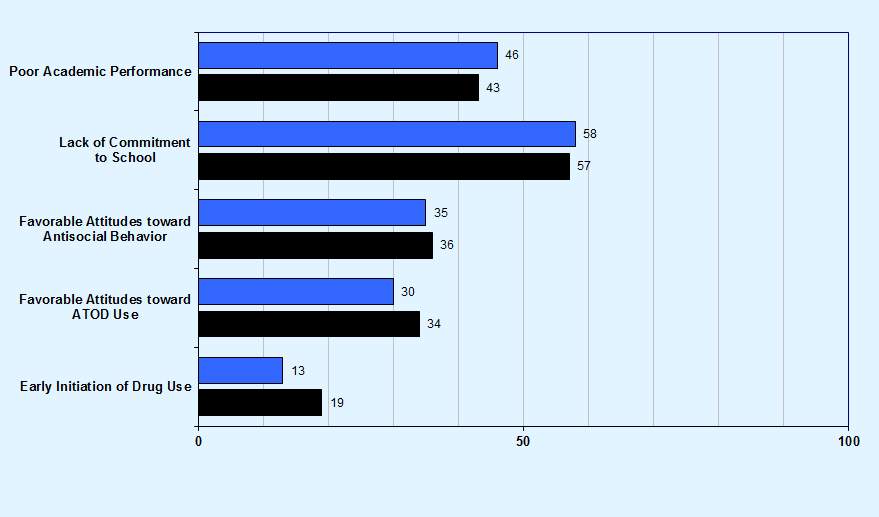 46
Poor Academic Performance
43
58
Lack of Commitment
to School
57
35
Favorable Attitudes toward
Antisocial Behavior
36
30
Favorable Attitudes toward
ATOD Use
34
13
Early Initiation of Drug Use
19
0 50 100